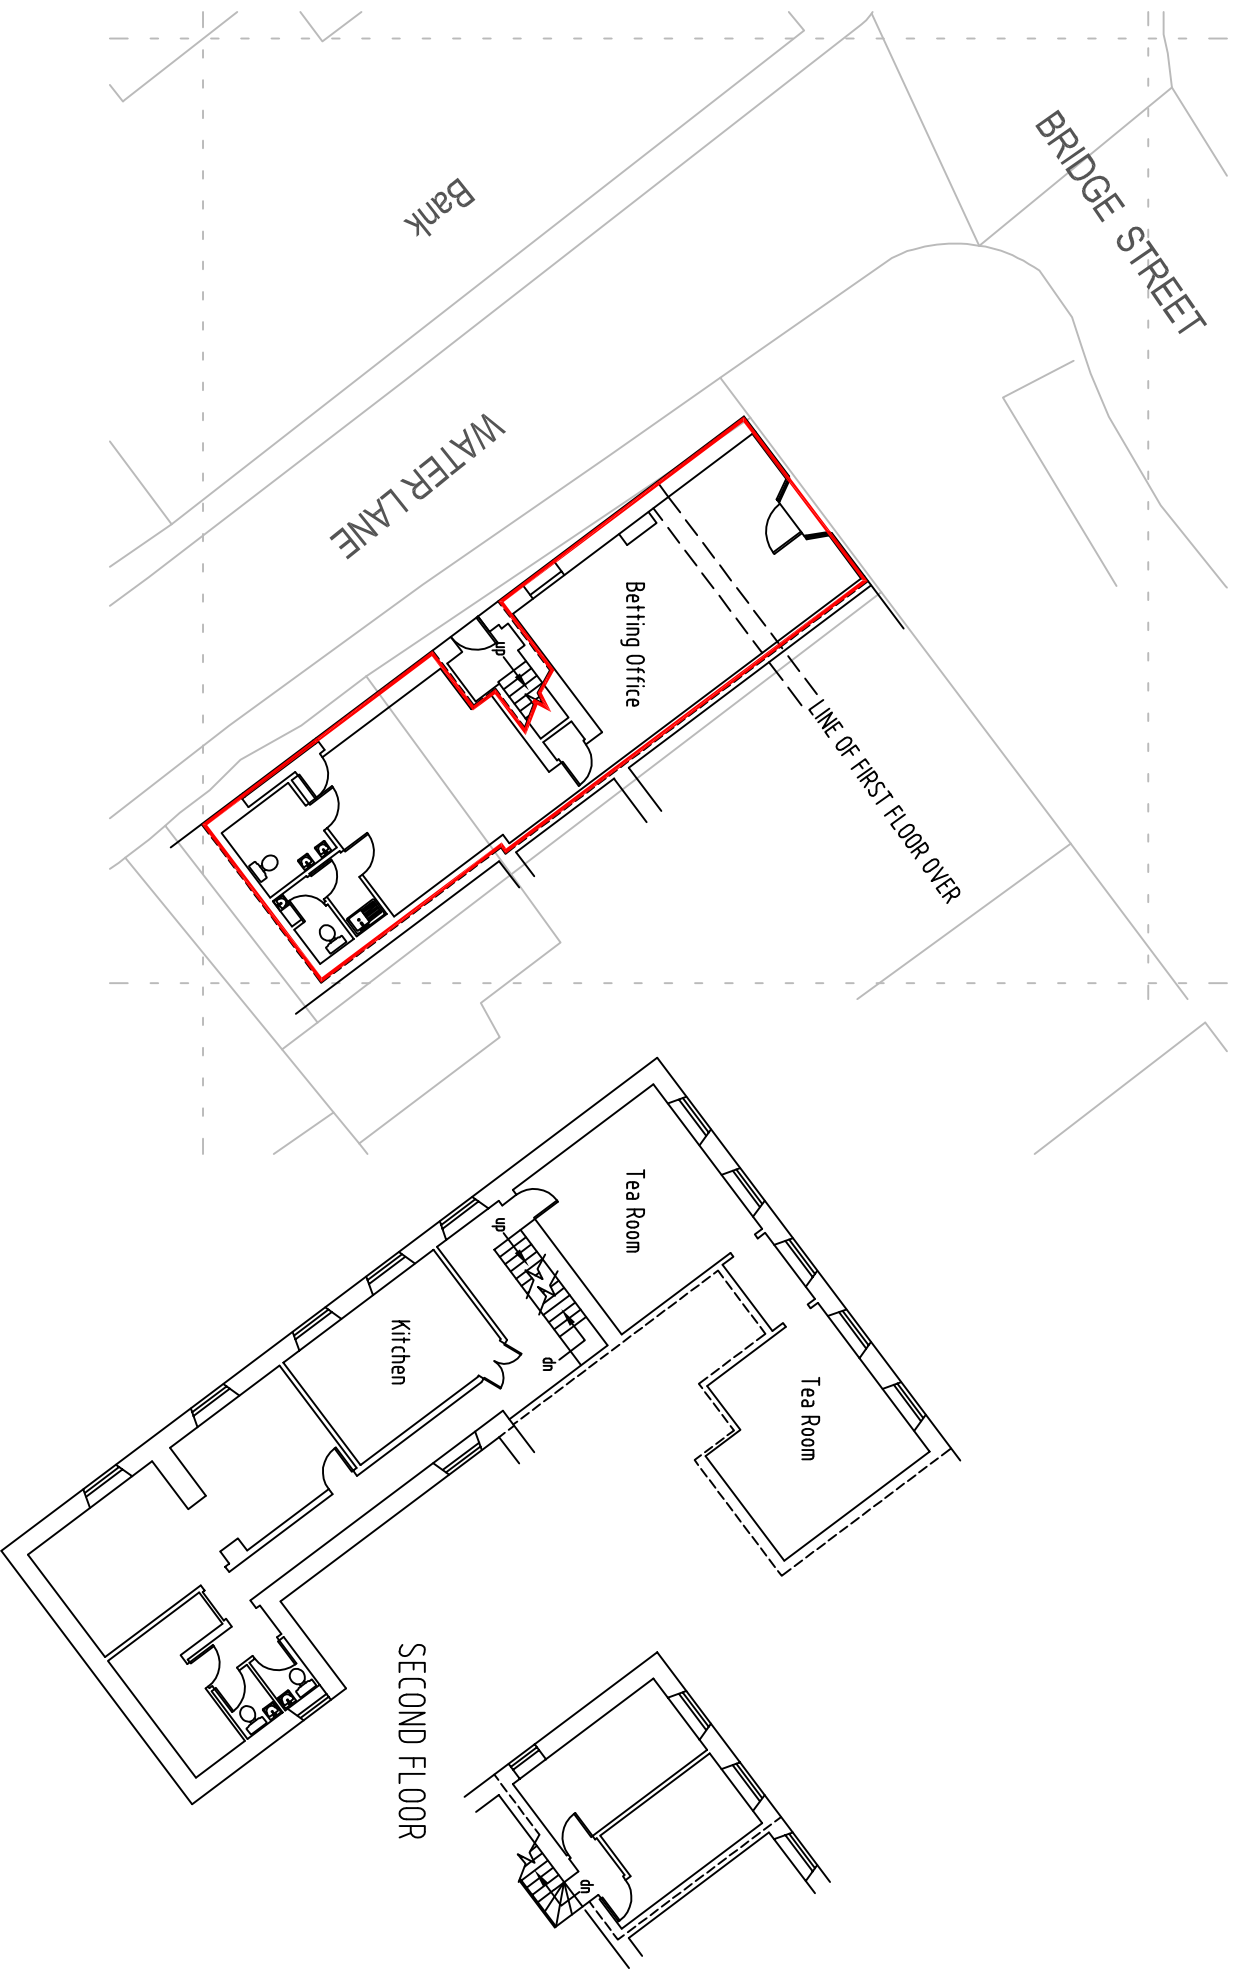 BRIDGE STREET
Bank
WATER LANE
Betting Office
up
LINE OF FIRST FLOOR OVER
Tea Room
up
Tea Room
Kitchen
dn
SECOND FLOOR
dn